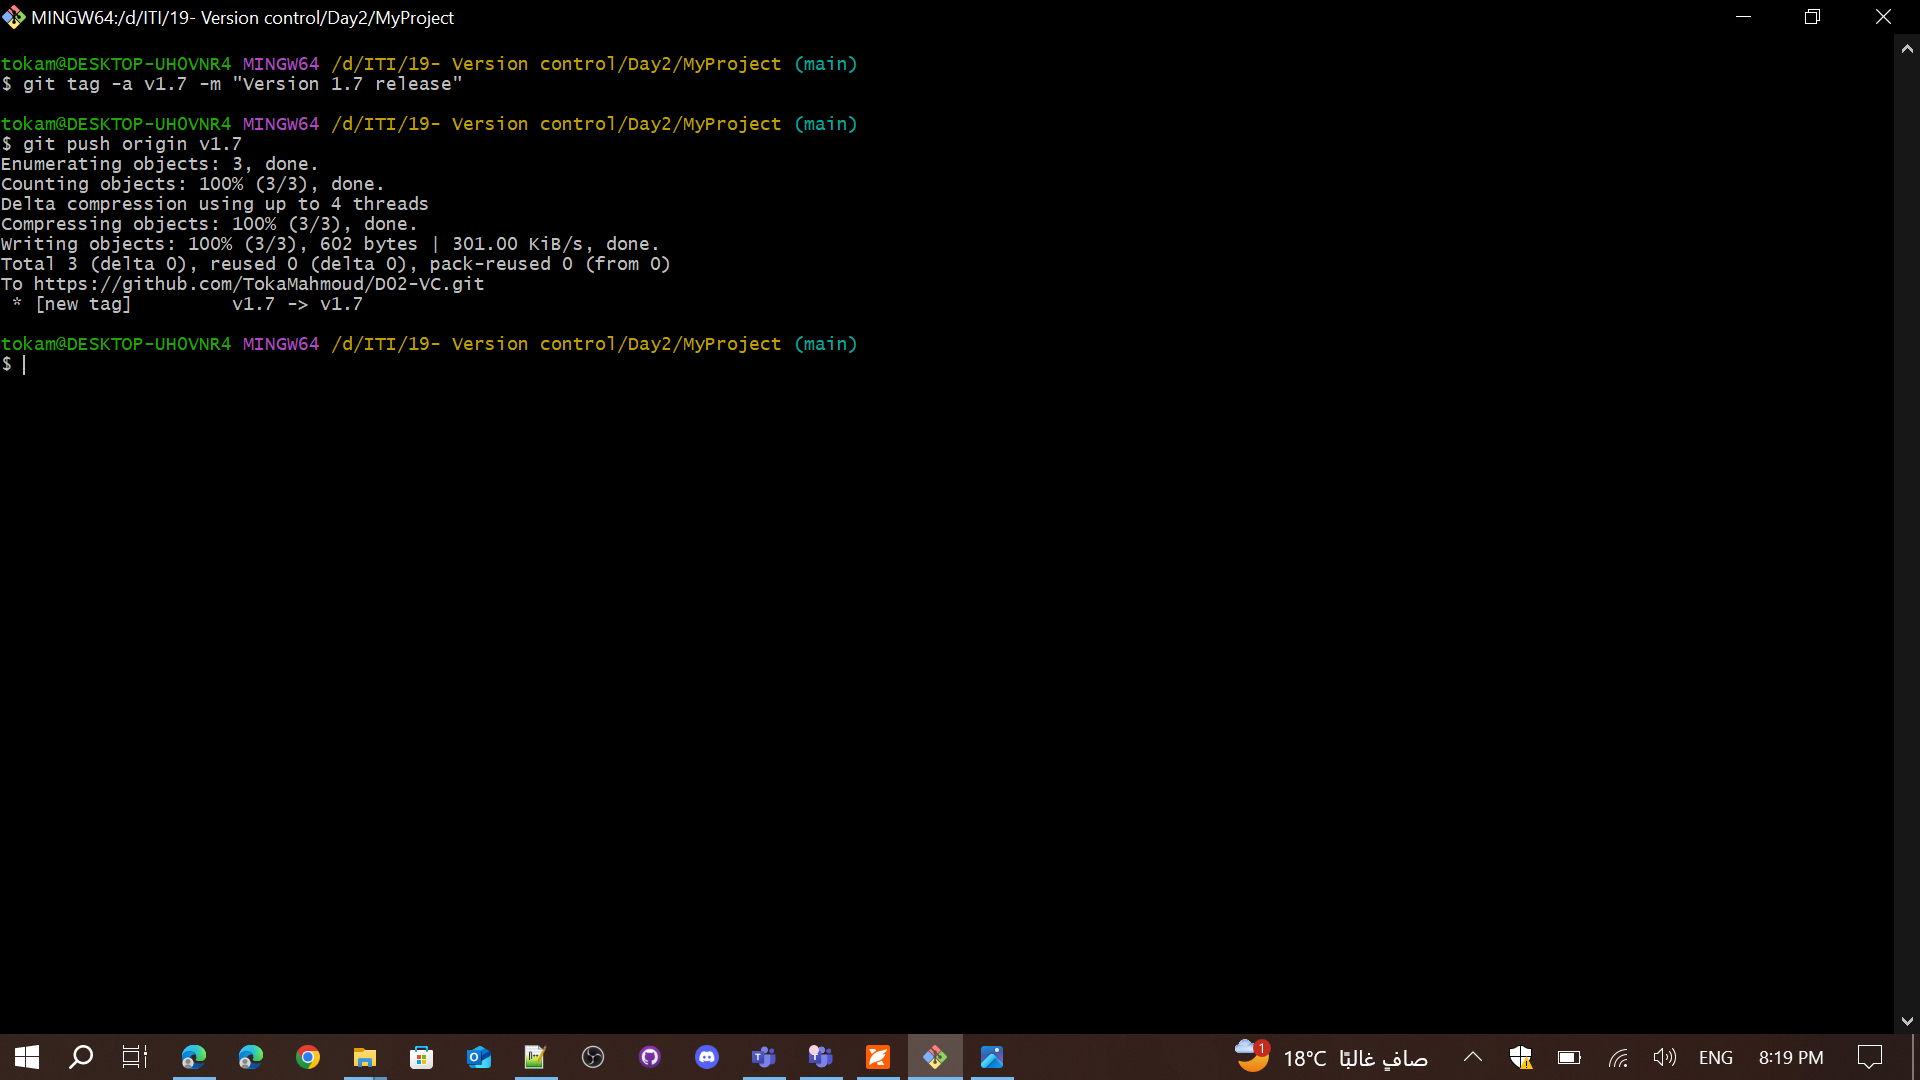 MINGW64:/d/ITI/19- Version control/Day2/MyProject
tokam@DESKTOP-UH0VNR4 MINGW64 /d/ITI/19- Version control/Day2/MyProject (main)
$ git tag -a v1.7 -m "Version 1.7 release"
tokam@DESKTOP-UH0VNR4 MINGW64 /d/ITI/19- Version control/Day2/MyProject (main)
$ git push origin v1.7
Enumerating objects: 3, done.
Counting objects: 100% (3/3), done.
Delta compression using up to 4 threads
Compressing objects: 100% (3/3), done.
Writing objects: 100% (3/3), 602 bytes | 301.00 KiB/s, done.
Total 3 (delta 0), reused 0 (delta 0), pack-reused 0 (from 0)
To https://github.com/TokaMahmoud/D02-VC.git
 * [new tag]         v1.7 -> v1.7
tokam@DESKTOP-UH0VNR4 MINGW64 /d/ITI/19- Version control/Day2/MyProject (main)
$
1 18°C صافٍ غالبًا ENG 8:19 PM